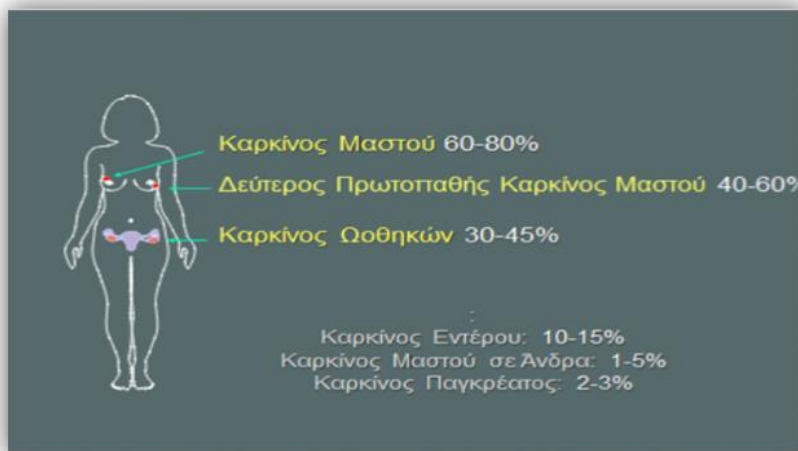 Καρκίνος Μαστού 60-80%
Δεύτερος Πρωτοπαθής Καρκίνος Μαστού 40-60%
Καρκίνος Ωοθηκών 30-45%
:
Καρκίνος Εντέρου: 10-15%
Καρκίνος Μαστού σε Άνδρα: 1-5%
Καρκίνος Παγκρέατος: 2-3%